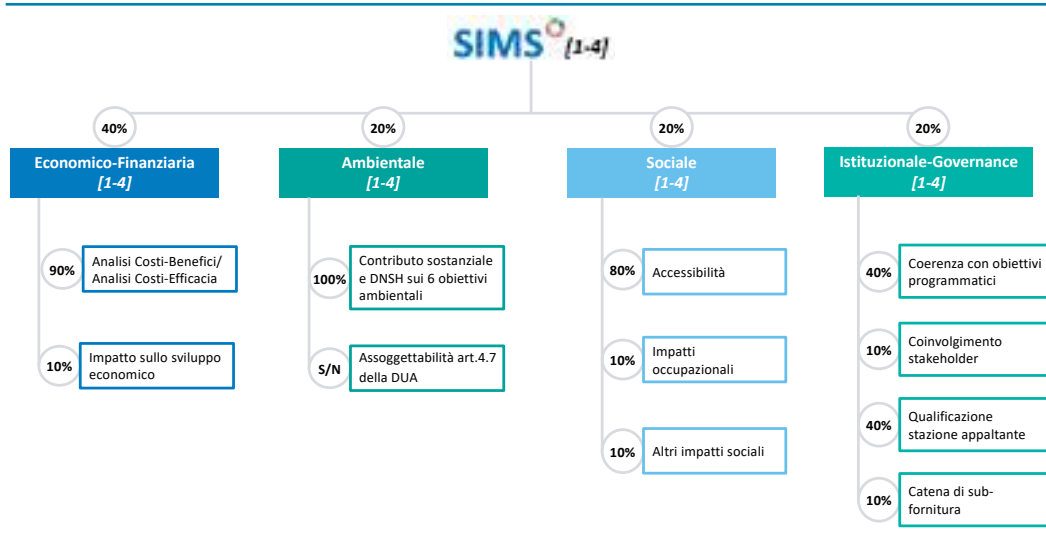 SIMS [1-4]
40%
20%
20%
20%
Economico-Finanziaria
[1-4]
Ambientale
[1-4]
Sociale
[1-4]
Istituzionale-Governance
[1-4]
90%
Analisi Costi-Benefici/
Analisi Costi-Efficacia
10%
Impatto sullo sviluppo
economico
100%
Contributo sostanziale
e DNSH sui 6 obiettivi
ambientali
S/N
Assoggettabilità art.4.7
della DUA
80%
Accessibilità
10%
Impatti
occupazionali
10%
Altri impatti sociali
40%
Coerenza con obiettivi
programmatici
10%
Coinvolgimento
stakeholder
40%
Qualificazione
stazione appaltante
10%
Catena di sub-
fornitura